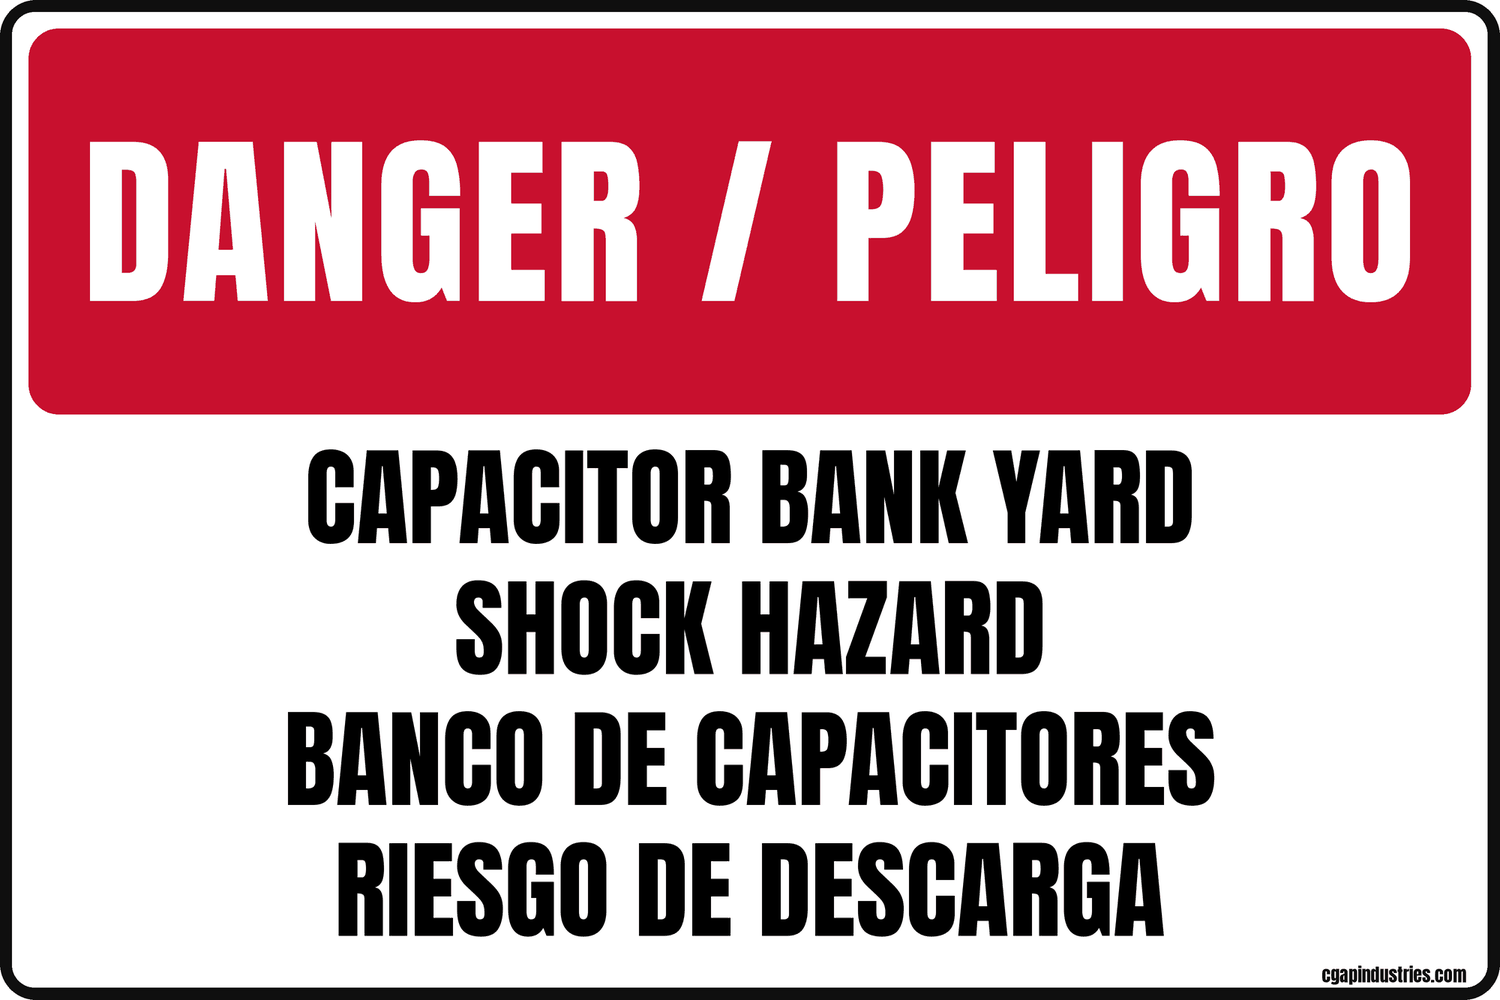 DANGER / PELIGRO
CAPACITOR BANK YARD
SHOCK HAZARD
BANCO DE CAPACITORES
RIESGO DE DESCARGA
cgapindustries.com